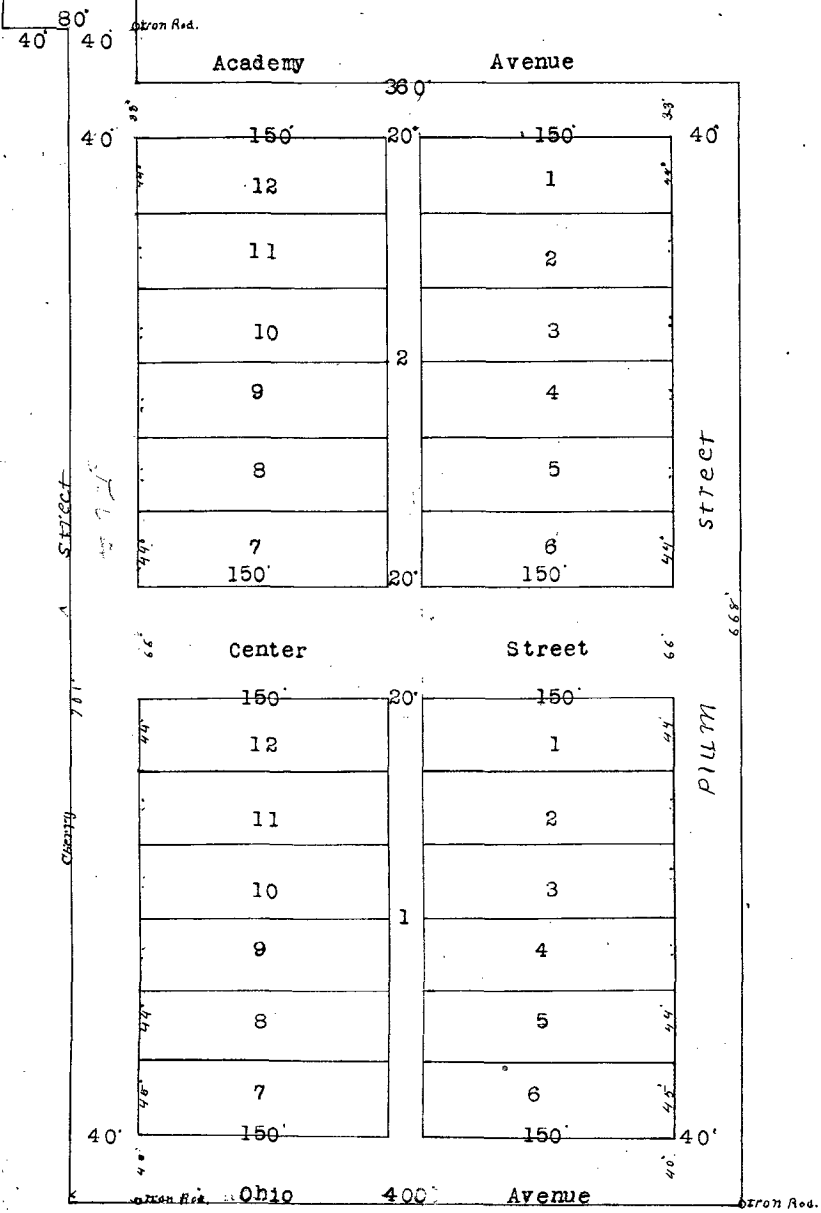 80'
40' 40' Iron Rod.
Academy Avenue
360'
33' 33'
40' 150' 20' 150' 40'
44' 44'
12 1
11 2
10 3
2
9 4
8 5
7 6
44' 44'
150' 20' 150'
Street
street
668'
66' Center Street 66'
150' 20' 150'
44' 44'
12 1
Plum
11 2
Cherry
10 3
1
9 4
44' 8 5 44'
45' 7 6 45'
40' 150' 150' 40'
40' 40'
Iron Rod. Ohio 400' Avenue Iron Rod.